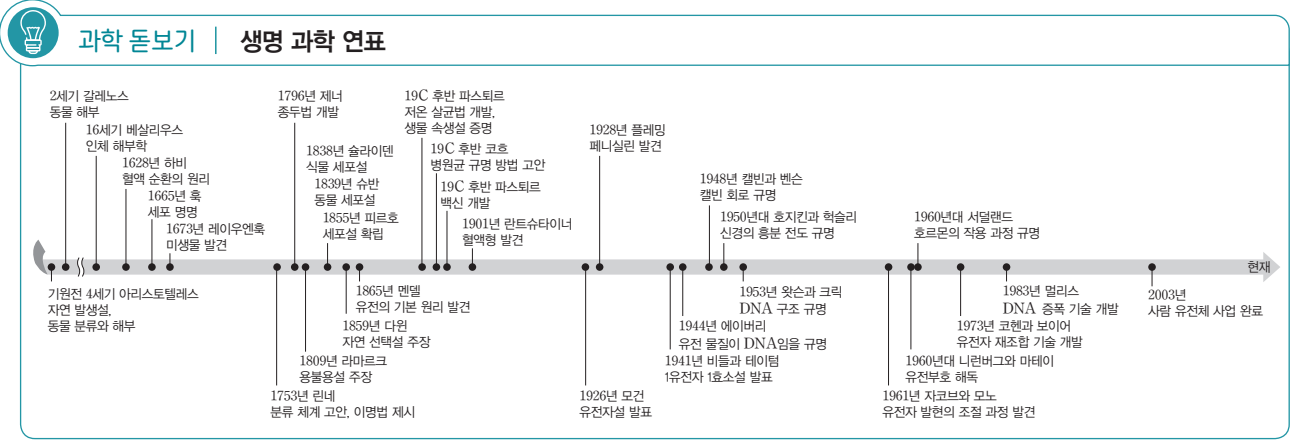 과학 돋보기 | 생명 과학 연표
2세기 갈레노스
동물 해부
16세기 베살리우스
인체 해부학
1628년 하비
혈액 순환의 원리
1665년 훅
세포 명명
1673년 레이우엔훅
미생물 발견
1796년 제너
종두법 개발
1838년 슐라이덴
식물 세포설
1839년 슈반
동물 세포설
1855년 피르호
세포설 확립
19C 후반 파스퇴르
저온 살균법 개발,
생물 속생설 증명
19C 후반 코흐
병원균 규명 방법 고안
19C 후반 파스퇴르
백신 개발
1901년 란트슈타이너
혈액형 발견
1928년 플레밍
페니실린 발견
1948년 캘빈과 벤슨
캘빈 회로 규명
1950년대 호지킨과 헉슬리
신경의 흥분 전도 규명
1960년대 서덜랜드
호르몬의 작용 과정 규명
현재
기원전 4세기 아리스토텔레스
자연 발생설,
동물 분류와 해부
1753년 린네
분류 체계 고안, 이명법 제시
1809년 라마르크
용불용설 주장
1859년 다윈
자연 선택설 주장
1865년 멘델
유전의 기본 원리 발견
1926년 모건
유전자설 발표
1941년 비들과 테이텀
1유전자 1효소설 발표
1944년 에이버리
유전 물질이 DNA임을 규명
1953년 왓슨과 크릭
DNA 구조 규명
1961년 자코브와 모노
유전자 발현의 조절 과정 발견
1960년대 니런버그와 마테이
유전부호 해독
1973년 코헨과 보이어
유전자 재조합 기술 개발
1983년 멀리스
DNA 증폭 기술 개발
2003년
사람 유전체 사업 완료